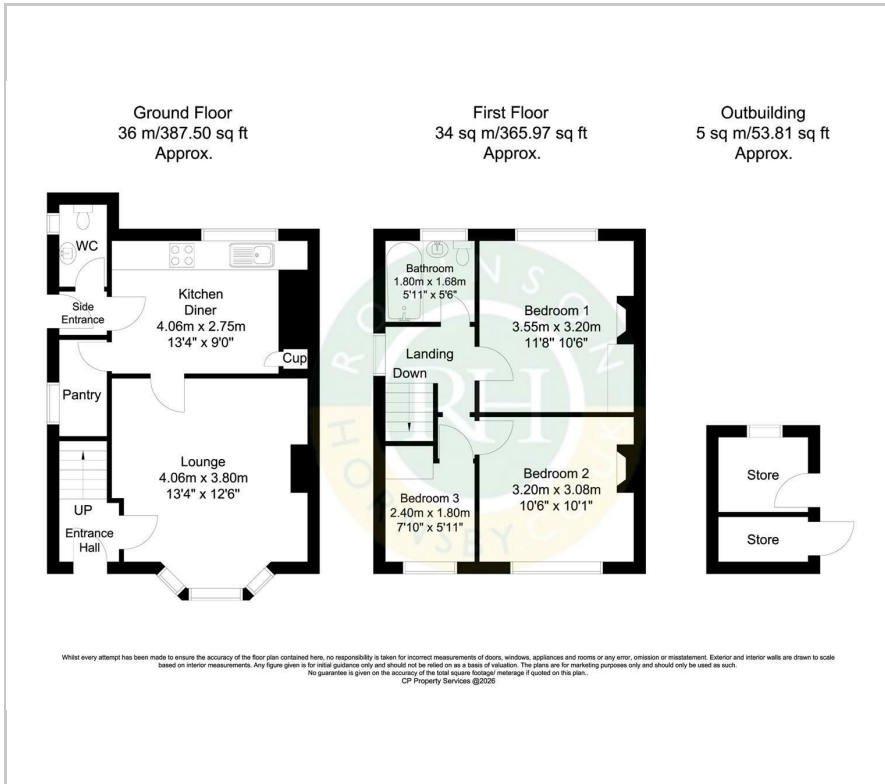 Ground Floor
36 m/387.50 sq ft
Approx.
First Floor
34 sq m/365.97 sq ft
Approx.
Outbuilding
5 sq m/53.81 sq ft
Approx.
WC
Side
Entrance
Kitchen
Diner
4.06m x 2.75m
13'4" x 9'0"
Cup
Pantry
Lounge
4.06m x 3.80m
13'4" x 12'6"
UP
Entrance
Hall
Bathroom
1.80m x 1.68m
5'11" x 5'6"
Bedroom 1
3.55m x 3.20m
11'8" 10'6"
Landing
Down
Bedroom 2
3.20m x 3.08m
10'6" x 10'1"
Bedroom 3
2.40m x 1.80m
7'10" x 5'11"
Store
Store
ROBINSON
RH
HORNSBY.CO.UK
Whilst every attempt has been made to ensure the accuracy of the floor plan contained here, no responsibility is taken for incorrect measurements of doors, windows, appliances and rooms or any error, omission or misstatement. Exterior and interior walls are drawn to scale
based on interior measurements. Any figure given is for initial guidance only and should not be relied on as a basis of valuation. The plans are for marketing purposes only and should only be used as such.
No guarantee is given on the accuracy of the total square footage/ meterage if quoted on this plan..
CP Property Services @2026